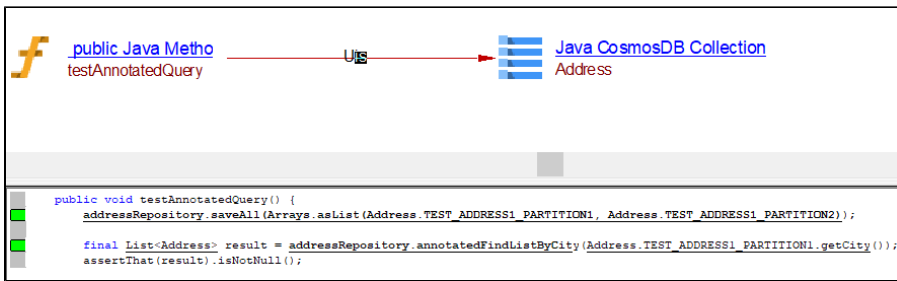 public Java Metho
testAnnotatedQuery
Uis
Java CosmosDB Collection
Address
public void testAnnotatedQuery() {
addressRepository.saveAll(Arrays.asList(Address.TEST_ADDRESS1_PARTITION1, Address.TEST_ADDRESS1_PARTITION2));
final List<Address> result = addressRepository.annotatedFindListByCity(Address.TEST_ADDRESS1_PARTITION1.getCity());
assertThat(result).isNotNull();